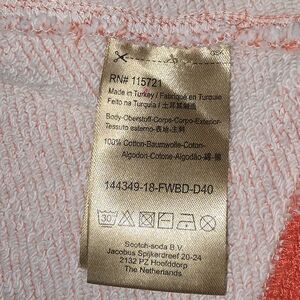 RN# 115721
Made in Turkey / Fabriqué en Turquie
Feito na Turquia / 土耳其制造
Body-Oberstoff-Corps-Corpo-Exterior-
Tessuto esterno-表地-主料
100% Cotton-Baumwolle-Coton-
Algodon-Cotone-Algodão-綿-棉
144349-18-FWBD-D40
30
Scotch-soda B.V.
Jacobus Spijkerdreef 20-24
2132 PZ Hoofddorp
The Netherlands